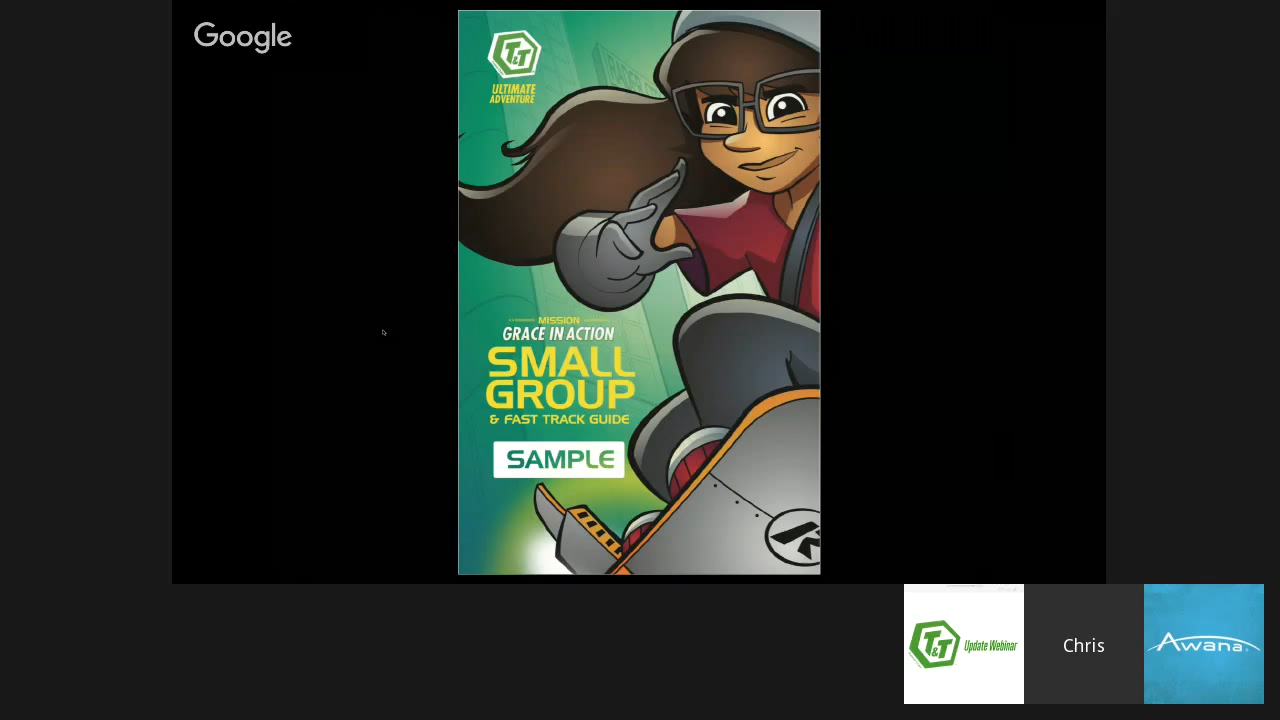 Google
T&T
ULTIMATE
ADVENTURE
MISSION
GRACE IN ACTION
SMALL
GROUP
& FAST TRACK GUIDE
SAMPLE
T&T Update Webinar
Chris
AWANA